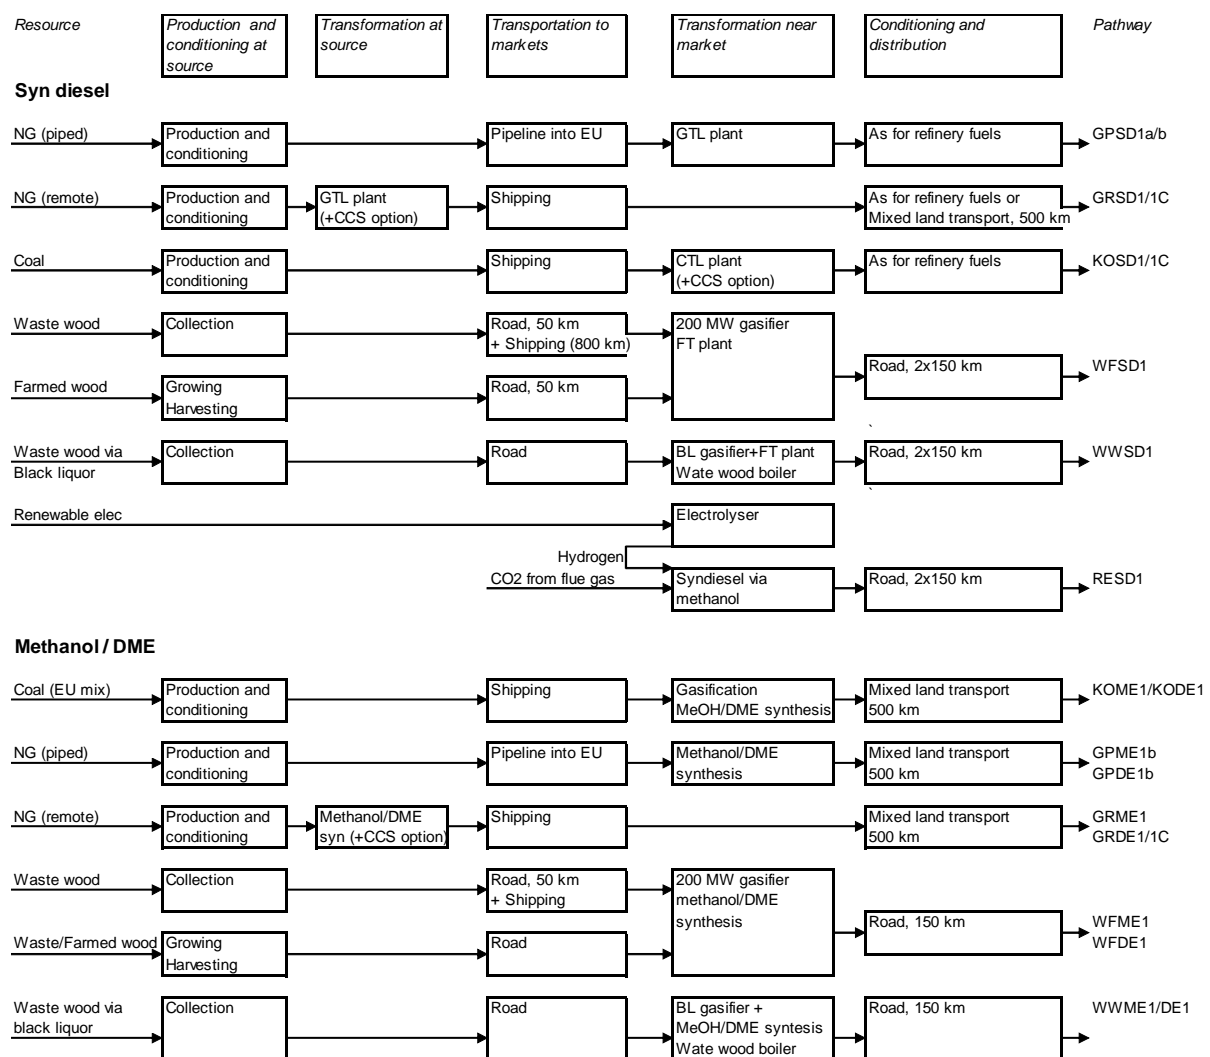 Resource
Production and
conditioning at
source
Transformation at
source
Transportation to
markets
Transformation near
market
Conditioning and
distribution
Pathway
Syn diesel
NG (piped)
Production and
conditioning
Pipeline into EU
GTL plant
As for refinery fuels
GPSD1a/b
NG (remote)
Production and
conditioning
GTL plant
(+CCS option)
Shipping
As for refinery fuels or
Mixed land transport, 500 km
GRSD1/1C
Coal
Production and
conditioning
Shipping
CTL plant
(+CCS option)
As for refinery fuels
KOSD1/1C
Waste wood
Collection
Road, 50 km
+ Shipping (800 km)
200 MW gasifier
FT plant
Road, 2x150 km
WFSD1
Farmed wood
Growing
Harvesting
Road, 50 km
`
Waste wood via
Black liquor
Collection
Road
BL gasifier+FT plant
Wate wood boiler
Road, 2x150 km
WWSD1
`
Renewable elec
Electrolyser
Hydrogen
CO2 from flue gas
Syndiesel via
methanol
Road, 2x150 km
RESD1
Methanol / DME
Coal (EU mix)
Production and
conditioning
Shipping
Gasification
MeOH/DME synthesis
Mixed land transport
500 km
KOME1/KODE1
NG (piped)
Production and
conditioning
Pipeline into EU
Methanol/DME
synthesis
Mixed land transport
500 km
GPME1b
GPDE1b
NG (remote)
Production and
conditioning
Methanol/DME
syn (+CCS option)
Shipping
Mixed land transport
500 km
GRME1
GRDE1/1C
Waste wood
Collection
Road, 50 km
+ Shipping
200 MW gasifier
methanol/DME
synthesis
Road, 150 km
WFME1
WFDE1
Waste/Farmed wood
Growing
Harvesting
Road
Waste wood via
black liquor
Collection
Road
BL gasifier +
MeOH/DME syntesis
Wate wood boiler
Road, 150 km
WWME1/DE1